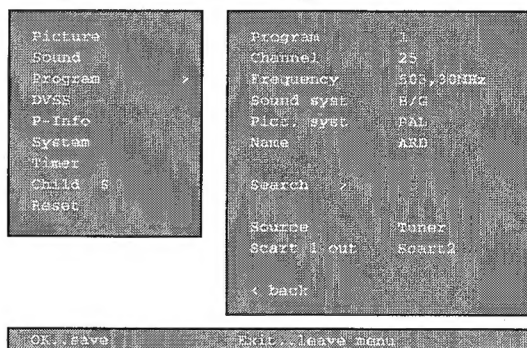 Picture
Sound
Program >
DVSS
P-Info
System
Timer
Child $
Reset
Program 1
Channel 25
Frequency 503,30MHz
Sound syst B/G
Pict. syst PAL
Name ARD
Search >
Source Tuner
Scart 1 out Scart2
< back
OK..save Exit..leave menu